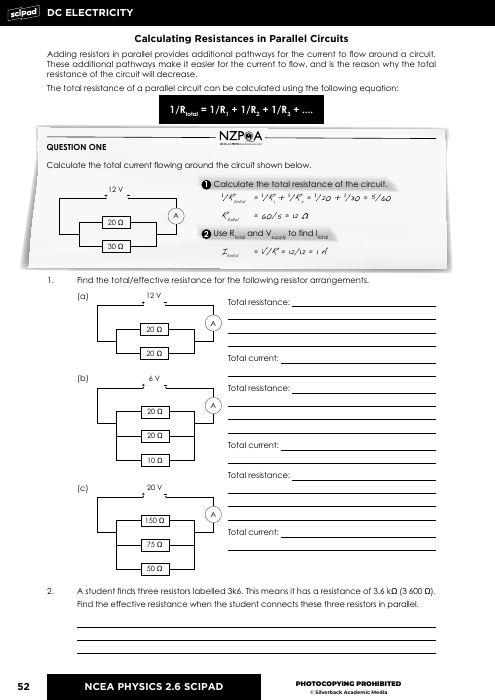 scipad DC ELECTRICITY
Calculating Resistances in Parallel Circuits
Adding resistors in parallel provides additional pathways for the current to flow around a circuit.
These additional pathways make it easier for the current to flow, and is the reason why the total
resistance of the circuit will decrease.
The total resistance of a parallel circuit can be calculated using the following equation:
1/Rtotal = 1/R1 + 1/R2 + 1/R3 + ....
QUESTION ONE
Calculate the total current flowing around the circuit shown below.
12 V
A
20 Ω
30 Ω
1 Calculate the total resistance of the circuit.
1/Rtotal = 1/R1 + 1/R2 = 1/20 + 1/30 = 5/60
Rtotal = 60/5 = 12 Ω
2 Use Rtotal and Vsupply to find Itotal
Itotal = V/R = 12/12 = 1 A
1. Find the total/effective resistance for the following resistor arrangements.
(a)
12 V
A
20 Ω
20 Ω
Total resistance:
Total current:
(b)
6 V
A
20 Ω
20 Ω
10 Ω
Total resistance:
Total current:
(c)
20 V
A
150 Ω
75 Ω
50 Ω
Total resistance:
Total current:
2. A student finds three resistors labelled 3k6. This means it has a resistance of 3.6 kΩ (3 600 Ω).
Find the effective resistance when the student connects these three resistors in parallel.
52 NCEA PHYSICS 2.6 SCIPAD
PHOTOCOPYING PROHIBITED
© Silverback Academic Media